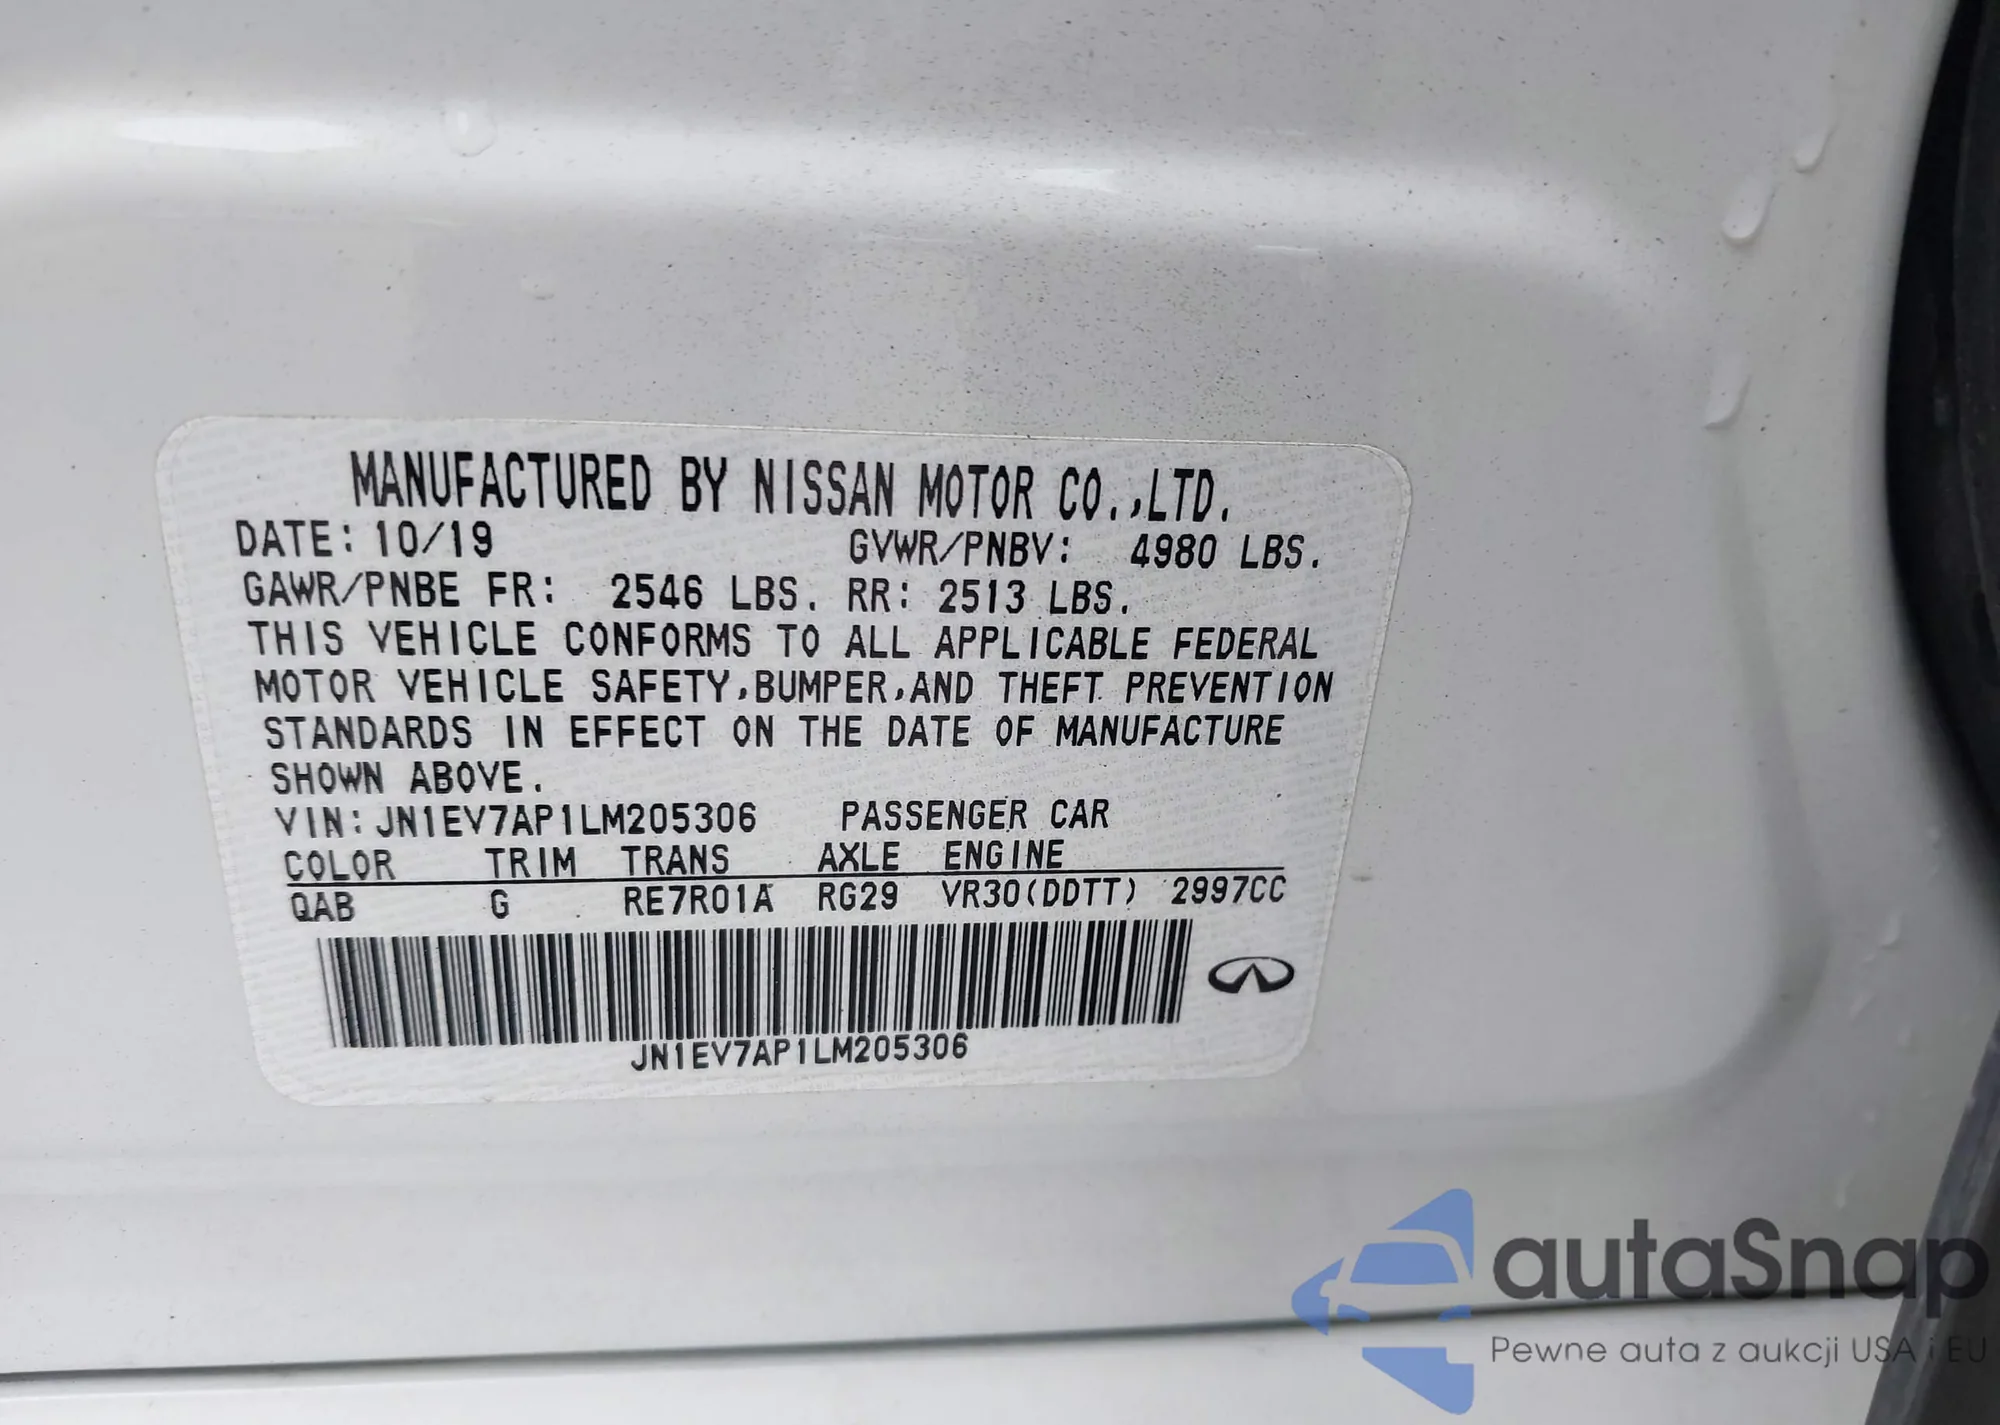 MANUFACTURED BY NISSAN MOTOR CO.,LTD.
DATE: 10/19 GVWR/PNBV: 4980 LBS.
GAWR/PNBE FR: 2546 LBS. RR: 2513 LBS.
THIS VEHICLE CONFORMS TO ALL APPLICABLE FEDERAL
MOTOR VEHICLE SAFETY,BUMPER,AND THEFT PREVENTION
STANDARDS IN EFFECT ON THE DATE OF MANUFACTURE
SHOWN ABOVE.
VIN: JN1EV7AP1LM205306 PASSENGER CAR
COLOR TRIM TRANS AXLE ENGINE
QAB G RE7R01A RG29 VR30(DDTT) 2997CC
JN1EV7AP1LM205306
autaSnap
Pewne auta z aukcji USA i EU